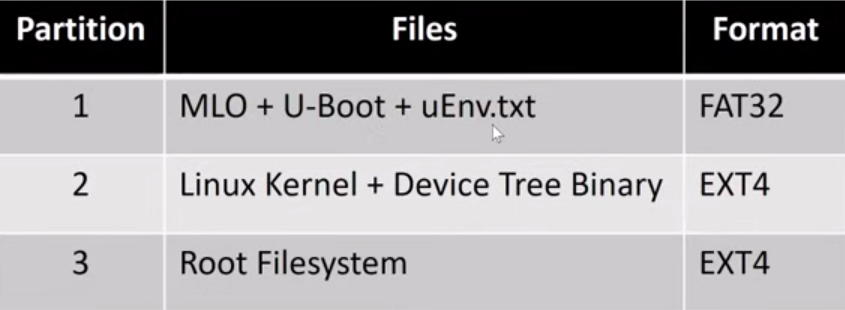 Partition Files Format
1 MLO + U-Boot + uEnv.txt FAT32
2 Linux Kernel + Device Tree Binary EXT4
3 Root Filesystem EXT4